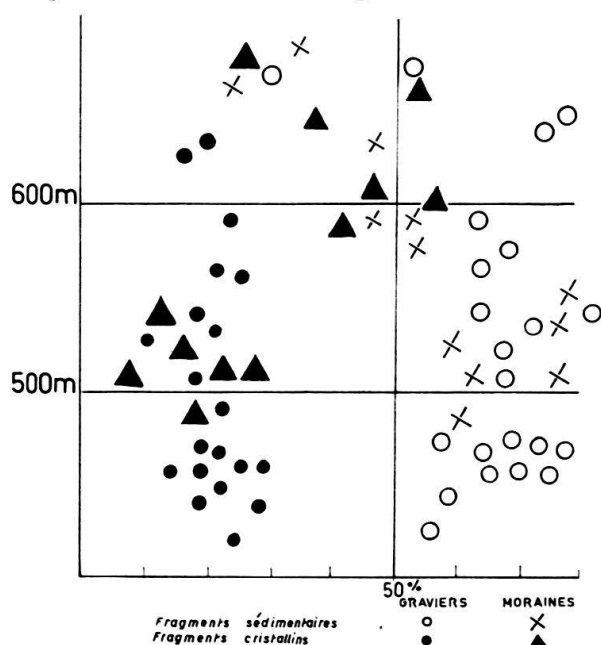 600m
500m
50%
GRAVIERS MORAINES
Fragments sédimentaires
Fragments cristallins